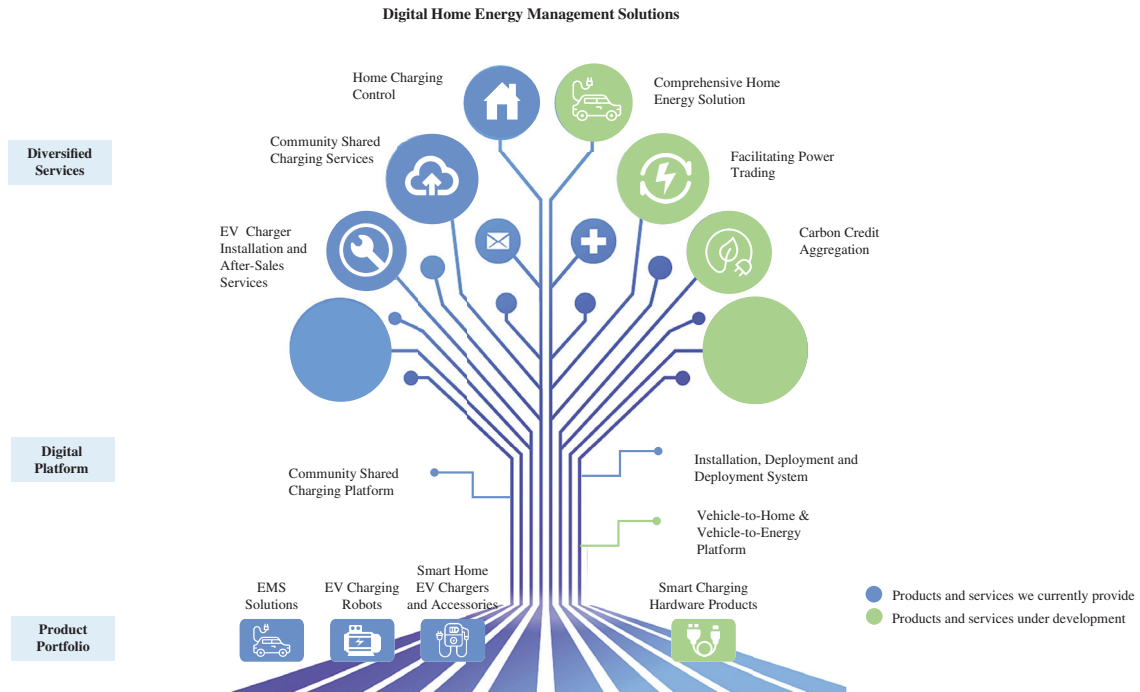 Digital Home Energy Management Solutions
Home Charging
Control
Comprehensive Home
Energy Solution
Diversified
Services
Community Shared
Charging Services
Facilitating Power
Trading
EV Charger
Installation and
After-Sales
Services
Carbon Credit
Aggregation
Digital
Platform
Community Shared
Charging Platform
Installation, Deployment and
Deployment System
Vehicle-to-Home &
Vehicle-to-Energy
Platform
Product
Portfolio
EMS
Solutions
EV Charging
Robots
Smart Home
EV Chargers
and Accessories
Smart Charging
Hardware Products
Products and services we currently provide
Products and services under development